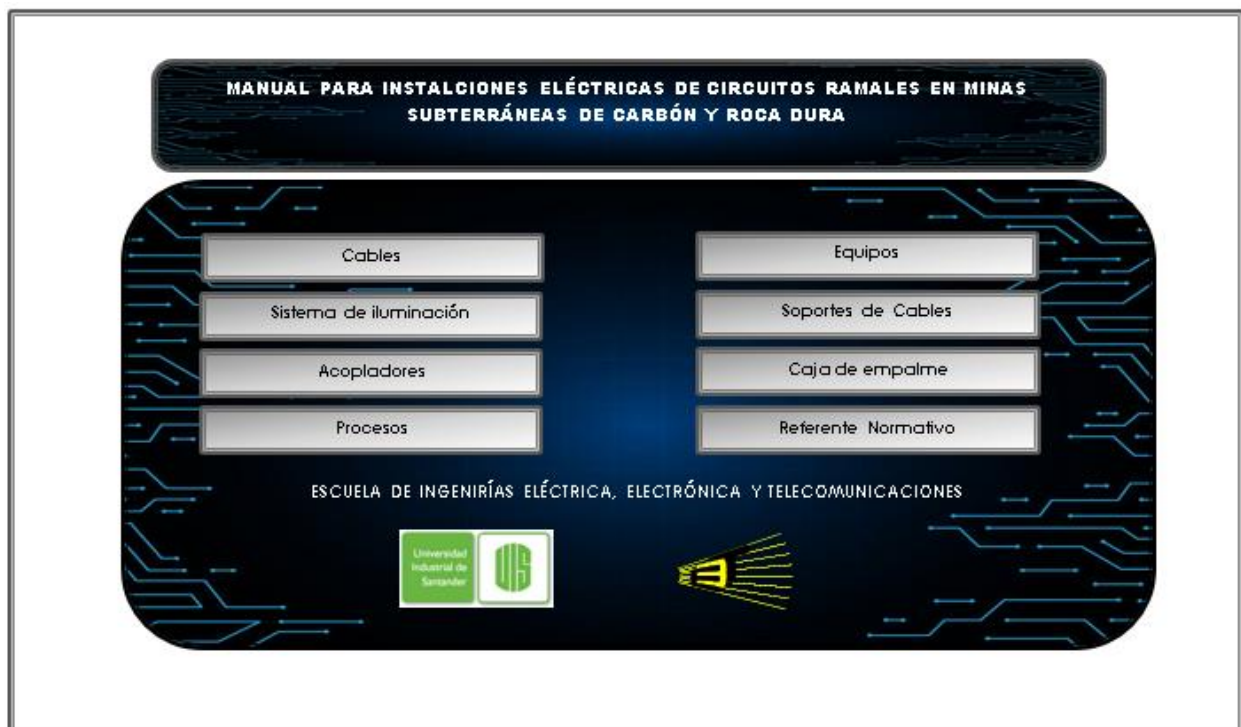 MANUAL PARA INSTALCIONES ELÉCTRICAS DE CIRCUITOS RAMALES EN MINAS
SUBTERRÁNEAS DE CARBÓN Y ROCA DURA
Cables
Equipos
Sistema de iluminación
Soportes de Cables
Acopladores
Caja de empalme
Procesos
Referente Normativo
ESCUELA DE INGENIRÍAS ELÉCTRICA, ELECTRÓNICA Y TELECOMUNICACIONES
Universidad
Industrial de
Santander
UIS